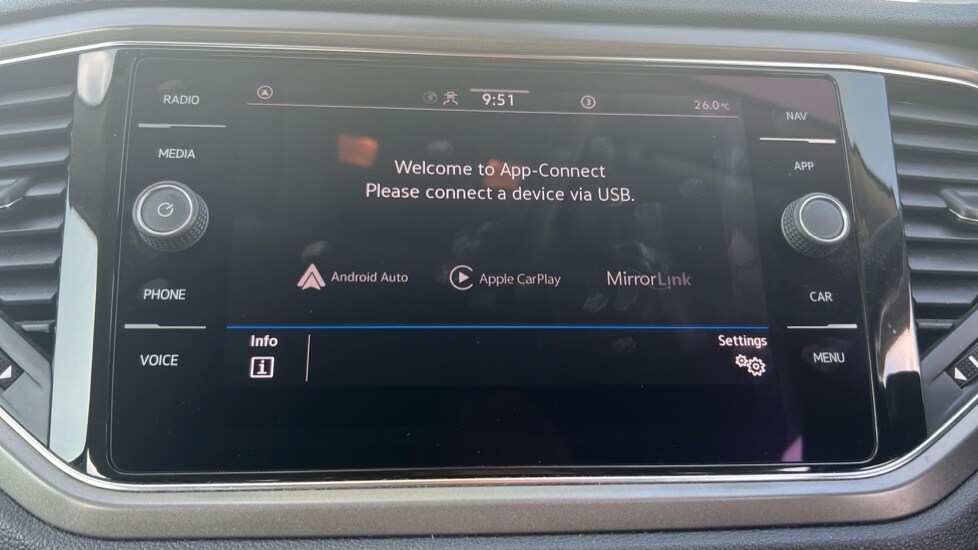 RADIO
MEDIA
PHONE
VOICE
9:51
3
26.0°C
Welcome to App-Connect
Please connect a device via USB.
Android Auto
Apple CarPlay
MirrorLink
Info
i
Settings
NAV
APP
CAR
MENU